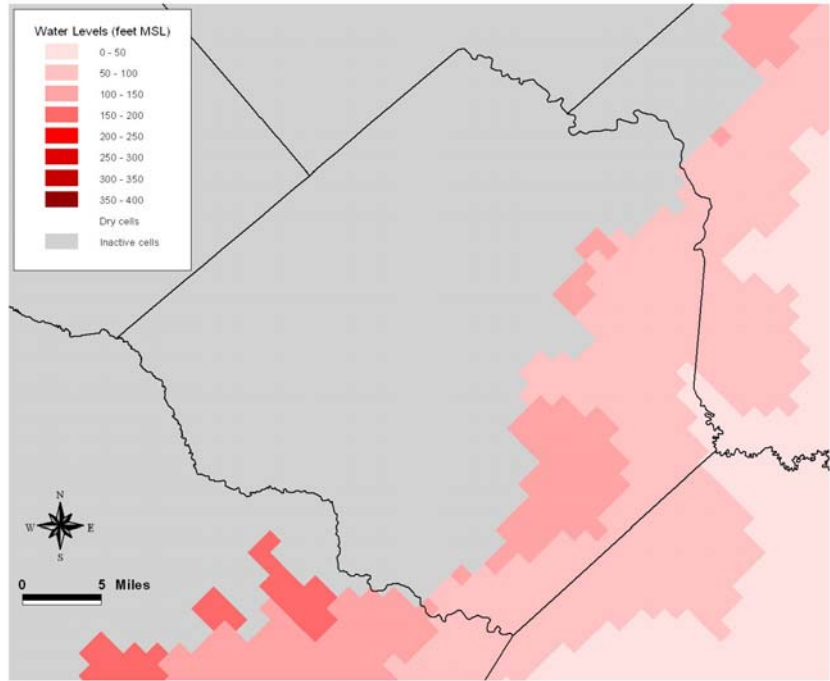 Water Levels (feet MSL)
0 - 50
50 - 100
100 - 150
150 - 200
200 - 250
250 - 300
300 - 350
350 - 400
Dry cells
Inactive cells
N
W E
S
0 5 Miles